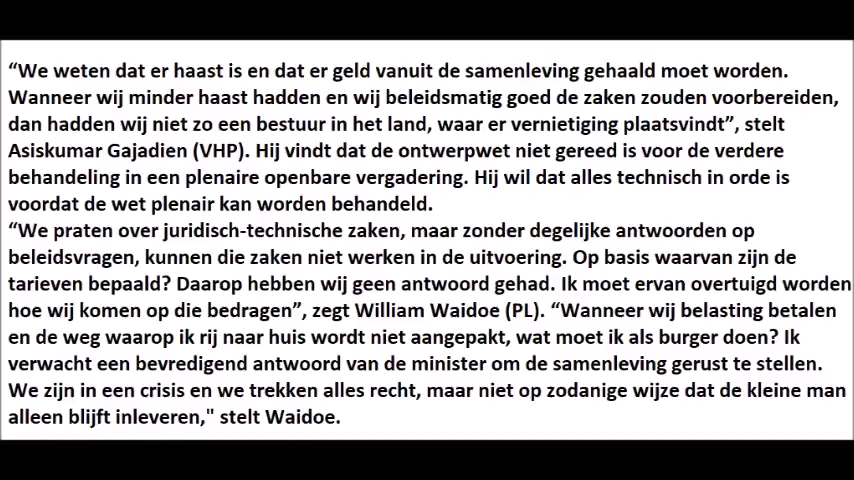 “We weten dat er haast is en dat er geld vanuit de samenleving gehaald moet worden.
Wanneer wij minder haast hadden en wij beleidsmatig goed de zaken zouden voorbereiden,
dan hadden wij niet zo een bestuur in het land, waar er vernietiging plaatsvindt”, stelt
Asiskumar Gajadien (VHP). Hij vindt dat de ontwerpwet niet gereed is voor de verdere
behandeling in een plenaire openbare vergadering. Hij wil dat alles technisch in orde is
voordat de wet plenair kan worden behandeld.
“We praten over juridisch-technische zaken, maar zonder degelijke antwoorden op
beleidsvragen, kunnen die zaken niet werken in de uitvoering. Op basis waarvan zijn de
tarieven bepaald? Daarop hebben wij geen antwoord gehad. Ik moet ervan overtuigd worden
hoe wij komen op die bedragen”, zegt William Waidoe (PL). “Wanneer wij belasting betalen
en de weg waarop ik rij naar huis wordt niet aangepakt, wat moet ik als burger doen? Ik
verwacht een bevredigend antwoord van de minister om de samenleving gerust te stellen.
We zijn in een crisis en we trekken alles recht, maar niet op zodanige wijze dat de kleine man
alleen blijft inleveren," stelt Waidoe.